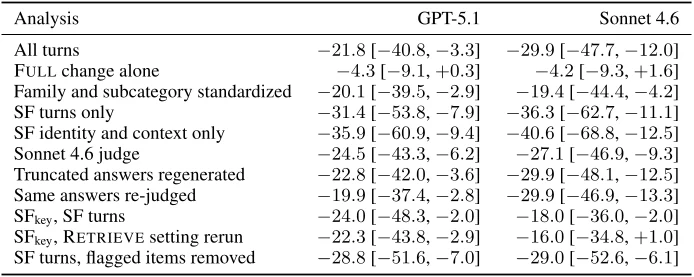 Analysis GPT-5.1 Sonnet 4.6
All turns −21.8 [−40.8, −3.3] −29.9 [−47.7, −12.0]
FULL change alone −4.3 [−9.1, +0.3] −4.2 [−9.3, +1.6]
Family and subcategory standardized −20.1 [−39.5, −2.9] −19.4 [−44.4, −4.2]
SF turns only −31.4 [−53.8, −7.9] −36.3 [−62.7, −11.1]
SF identity and context only −35.9 [−60.9, −9.4] −40.6 [−68.8, −12.5]
Sonnet 4.6 judge −24.5 [−43.3, −6.2] −27.1 [−46.9, −9.3]
Truncated answers regenerated −22.8 [−42.0, −3.6] −29.9 [−48.1, −12.5]
Same answers re-judged −19.9 [−37.4, −2.8] −29.9 [−46.9, −13.3]
SFkey, SF turns −24.0 [−48.3, −2.0] −18.0 [−36.0, −2.0]
SFkey, RETRIEVE setting rerun −22.3 [−43.8, −2.9] −16.0 [−34.8, +1.0]
SF turns, flagged items removed −28.8 [−51.6, −7.0] −29.0 [−52.6, −6.1]